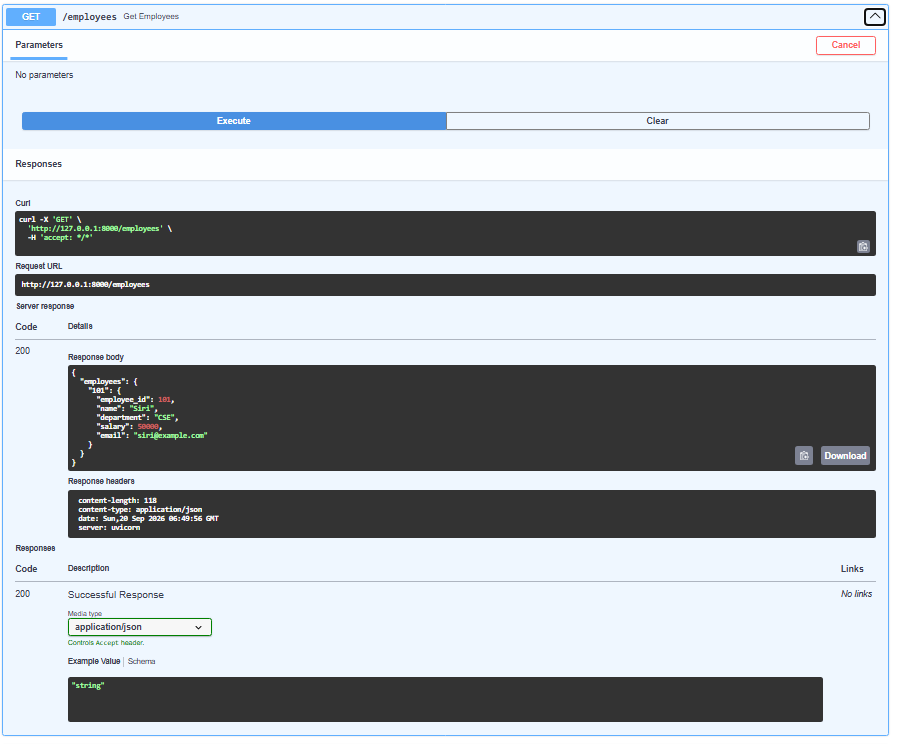 GET /employees Get Employees
Parameters Cancel
No parameters
Execute Clear
Responses
Curl
curl -X 'GET' \
  'http://127.0.0.1:8000/employees' \
  -H 'accept: */*'
Request URL
http://127.0.0.1:8000/employees
Server response
Code Details
200
Response body
{
  "employees": {
    "101": {
      "employee_id": 101,
      "name": "Siri",
      "department": "CSE",
      "salary": 50000,
      "email": "siri@example.com"
    }
  }
}
Download
Response headers
content-length: 118
content-type: application/json
date: Sun,20 Sep 2026 06:49:56 GMT
server: uvicorn
Responses
Code Description Links
200 Successful Response No links
Media type
application/json
Controls Accept header.
Example Value Schema
"string"